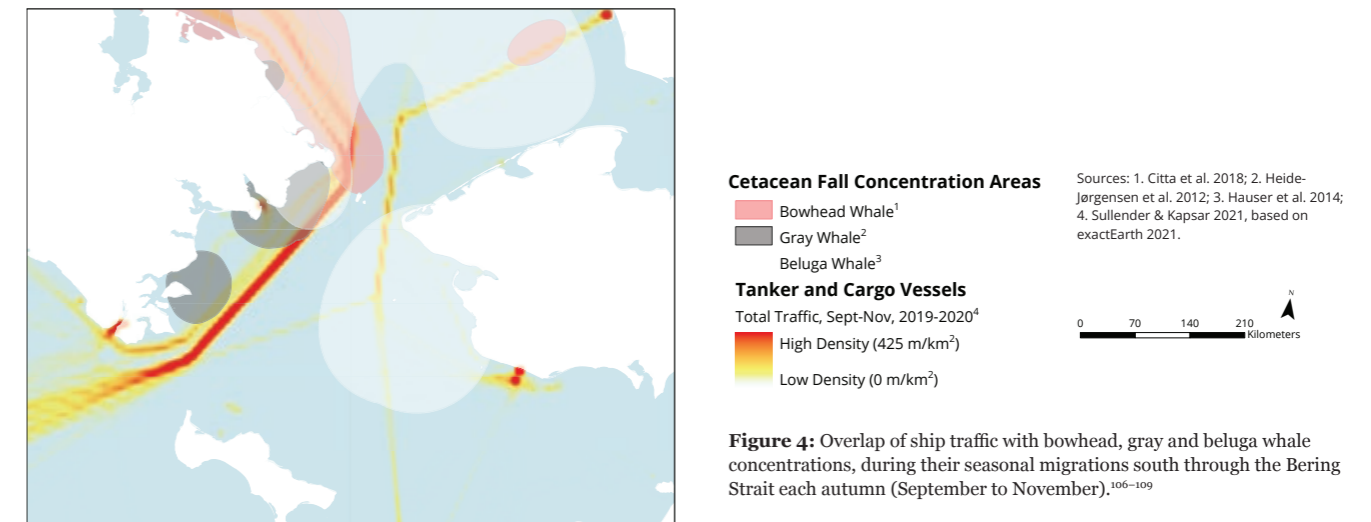 Cetacean Fall Concentration Areas
Bowhead Whale1
Gray Whale2
Beluga Whale3
Tanker and Cargo Vessels
Total Traffic, Sept-Nov, 2019-20204
High Density (425 m/km2)
Low Density (0 m/km2)
Sources: 1. Citta et al. 2018; 2. Heide-
Jørgensen et al. 2012; 3. Hauser et al. 2014;
4. Sullender & Kapsar 2021, based on
exactEarth 2021.
N
0 70 140 210
Kilometers
Figure 4: Overlap of ship traffic with bowhead, gray and beluga whale
concentrations, during their seasonal migrations south through the Bering
Strait each autumn (September to November).106–109